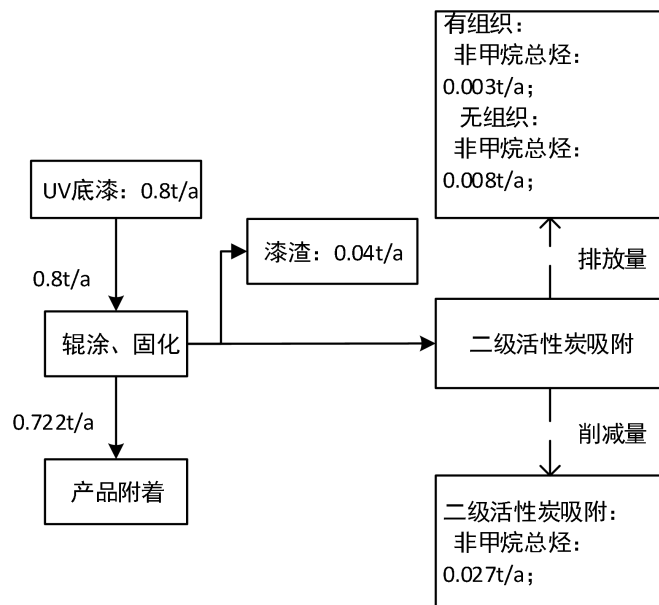 有组织：
非甲烷总烃：
0.003t/a；
无组织：
非甲烷总烃：
0.008t/a；
UV底漆：0.8t/a
漆渣：0.04t/a
排放量
0.8t/a
辊涂、固化
二级活性炭吸附
0.722t/a
削减量
产品附着
二级活性炭吸附：
非甲烷总烃：
0.027t/a；